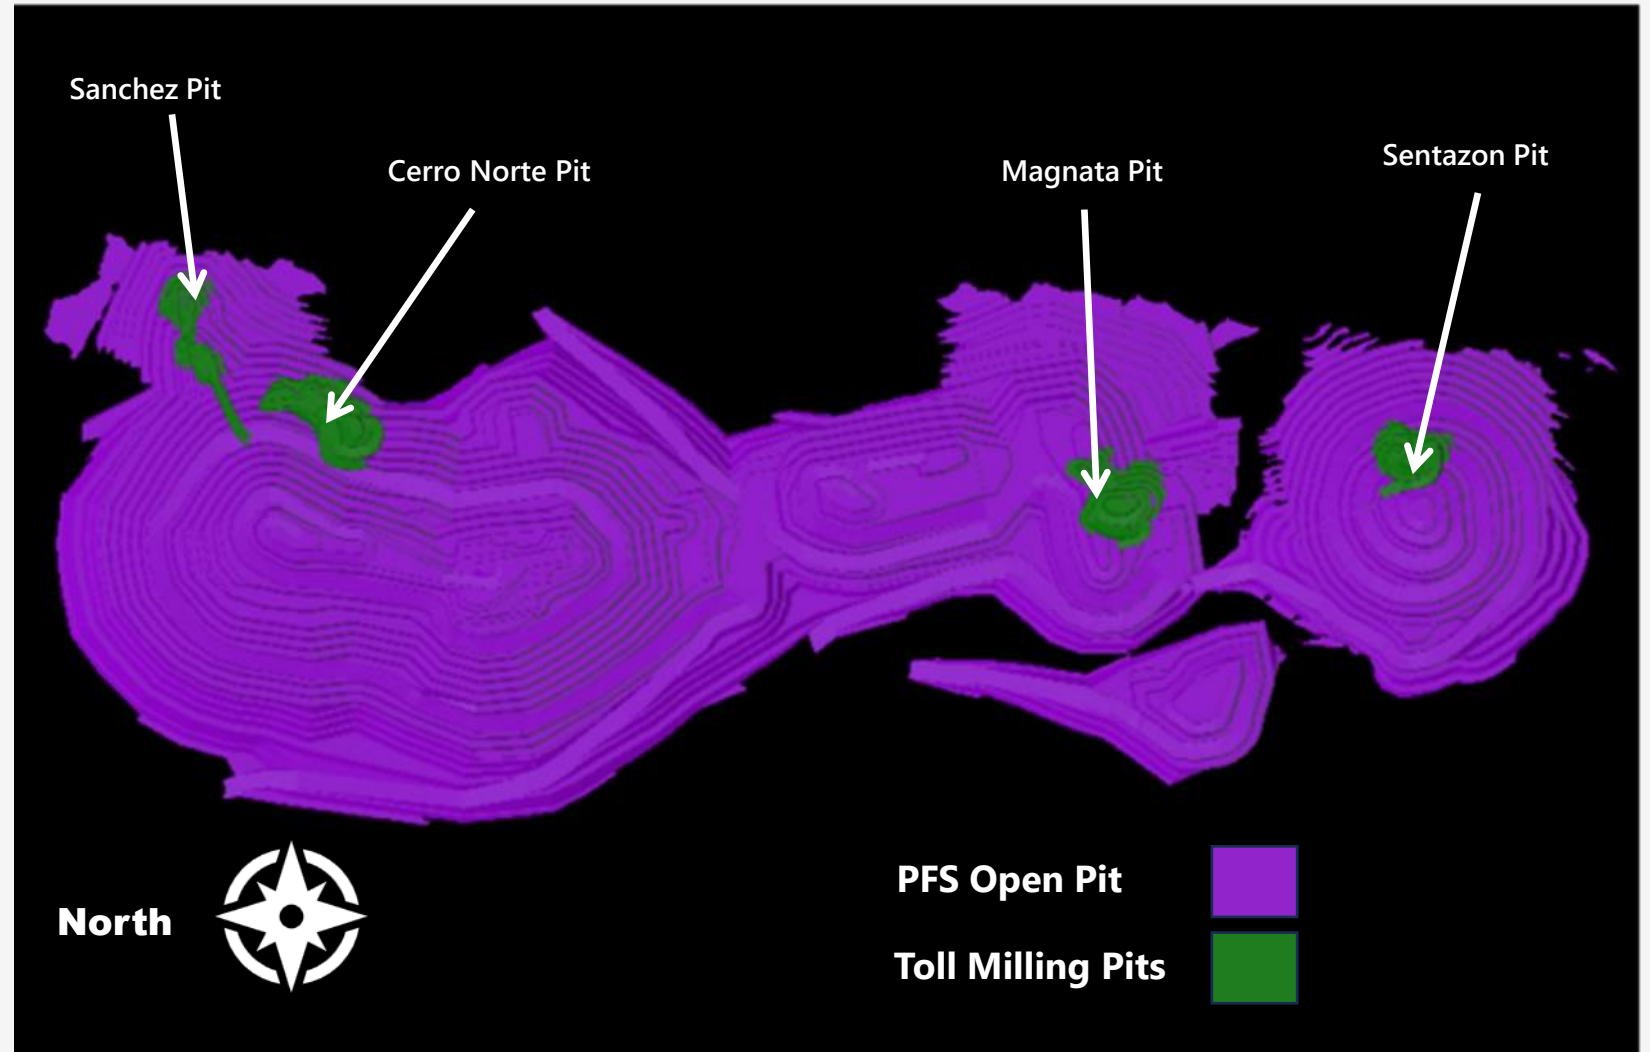 Sanchez Pit
Cerro Norte Pit
Magnata Pit
Sentazon Pit
North
PFS Open Pit
Toll Milling Pits